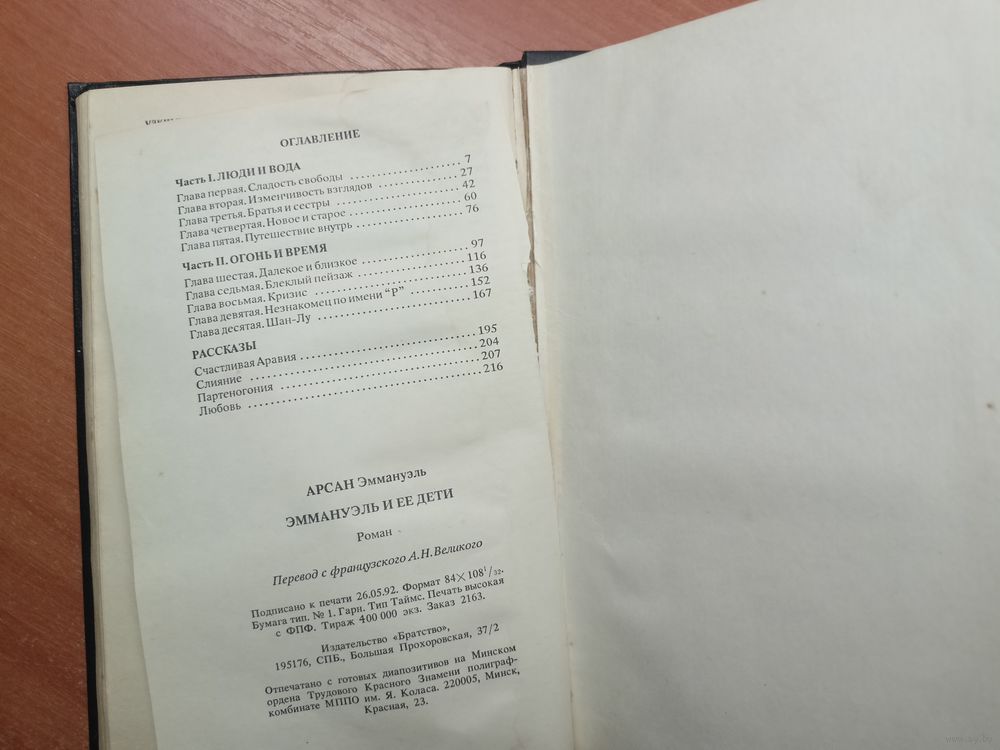 ОГЛАВЛЕНИЕ
Часть I. ЛЮДИ И ВОДА
Глава первая. Сладость свободы ........ 7
Глава вторая. Изменчивость взглядов ........ 27
Глава третья. Братья и сестры ........ 42
Глава четвертая. Новое и старое ........ 60
Глава пятая. Путешествие внутрь ........ 76
Часть II. ОГОНЬ И ВРЕМЯ
Глава шестая. Далекое и близкое ........ 97
Глава седьмая. Блеклый пейзаж ........ 116
Глава восьмая. Кризис ........ 136
Глава девятая. Незнакомец по имени “Р” ........ 152
Глава десятая. Шан-Лу ........ 167
РАССКАЗЫ
Счастливая Аравия ........ 195
Слияние ........ 204
Партеногония ........ 207
Любовь ........ 216
АРСАН Эммануэль
ЭММАНУЭЛЬ И ЕЕ ДЕТИ
Роман
Перевод с французского А.Н.Великого
Подписано к печати 26.05.92. Формат 84×108¹/₃₂.
Бумага тип. № 1. Гарн. Тип Таймс. Печать высокая
с ФПФ. Тираж 400 000 экз. Заказ 2163.
Издательство «Братство»,
195176, СПБ., Большая Прохоровская, 37/2
Отпечатано с готовых диапозитивов на Минском
ордена Трудового Красного Знамени полиграф-
комбинате МППО им. Я. Коласа. 220005, Минск,
Красная, 23.